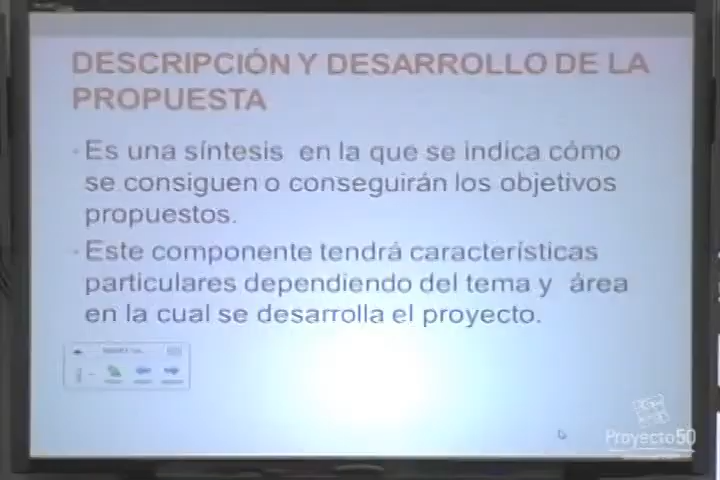 DESCRIPCIÓN Y DESARROLLO DE LA
PROPUESTA
Es una síntesis en la que se indica cómo
se consiguen o conseguirán los objetivos
propuestos.
Este componente tendrá características
particulares dependiendo del tema y área
en la cual se desarrolla el proyecto.
Proyecto50